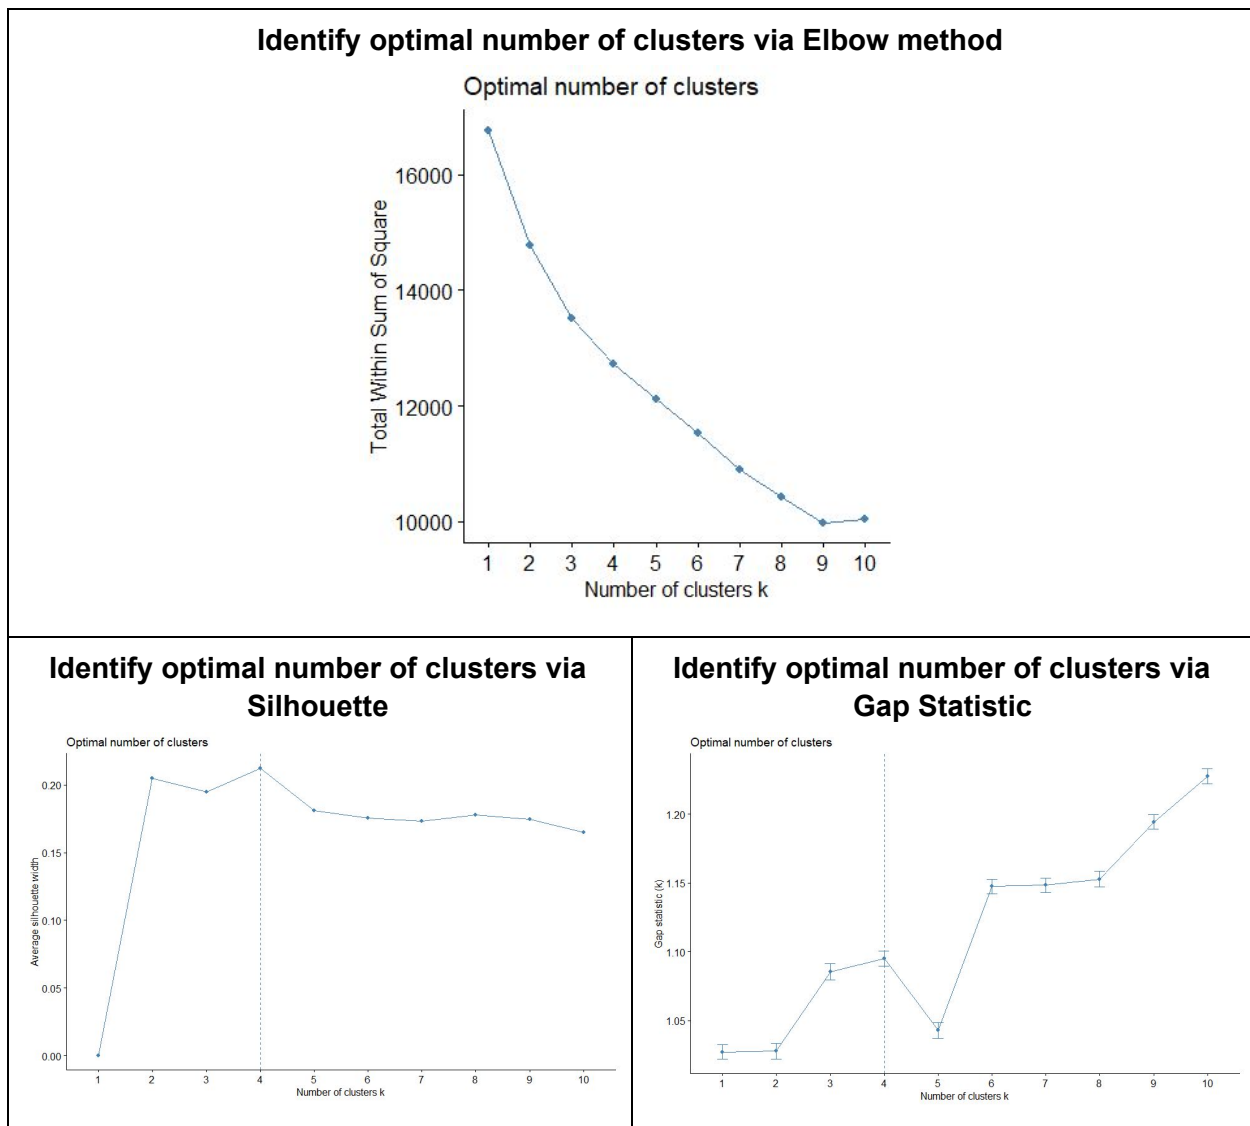 Identify optimal number of clusters via Elbow method
Optimal number of clusters
Total Within Sum of Square
16000
14000
12000
10000
1 2 3 4 5 6 7 8 9 10
Number of clusters k
Identify optimal number of clusters via
Silhouette
Optimal number of clusters
Average silhouette width
0.20
0.15
0.10
0.05
0.00
1 2 3 4 5 6 7 8 9 10
Number of clusters k
Identify optimal number of clusters via
Gap Statistic
Optimal number of clusters
Gap statistic (k)
1.20
1.15
1.10
1.05
1 2 3 4 5 6 7 8 9 10
Number of clusters k